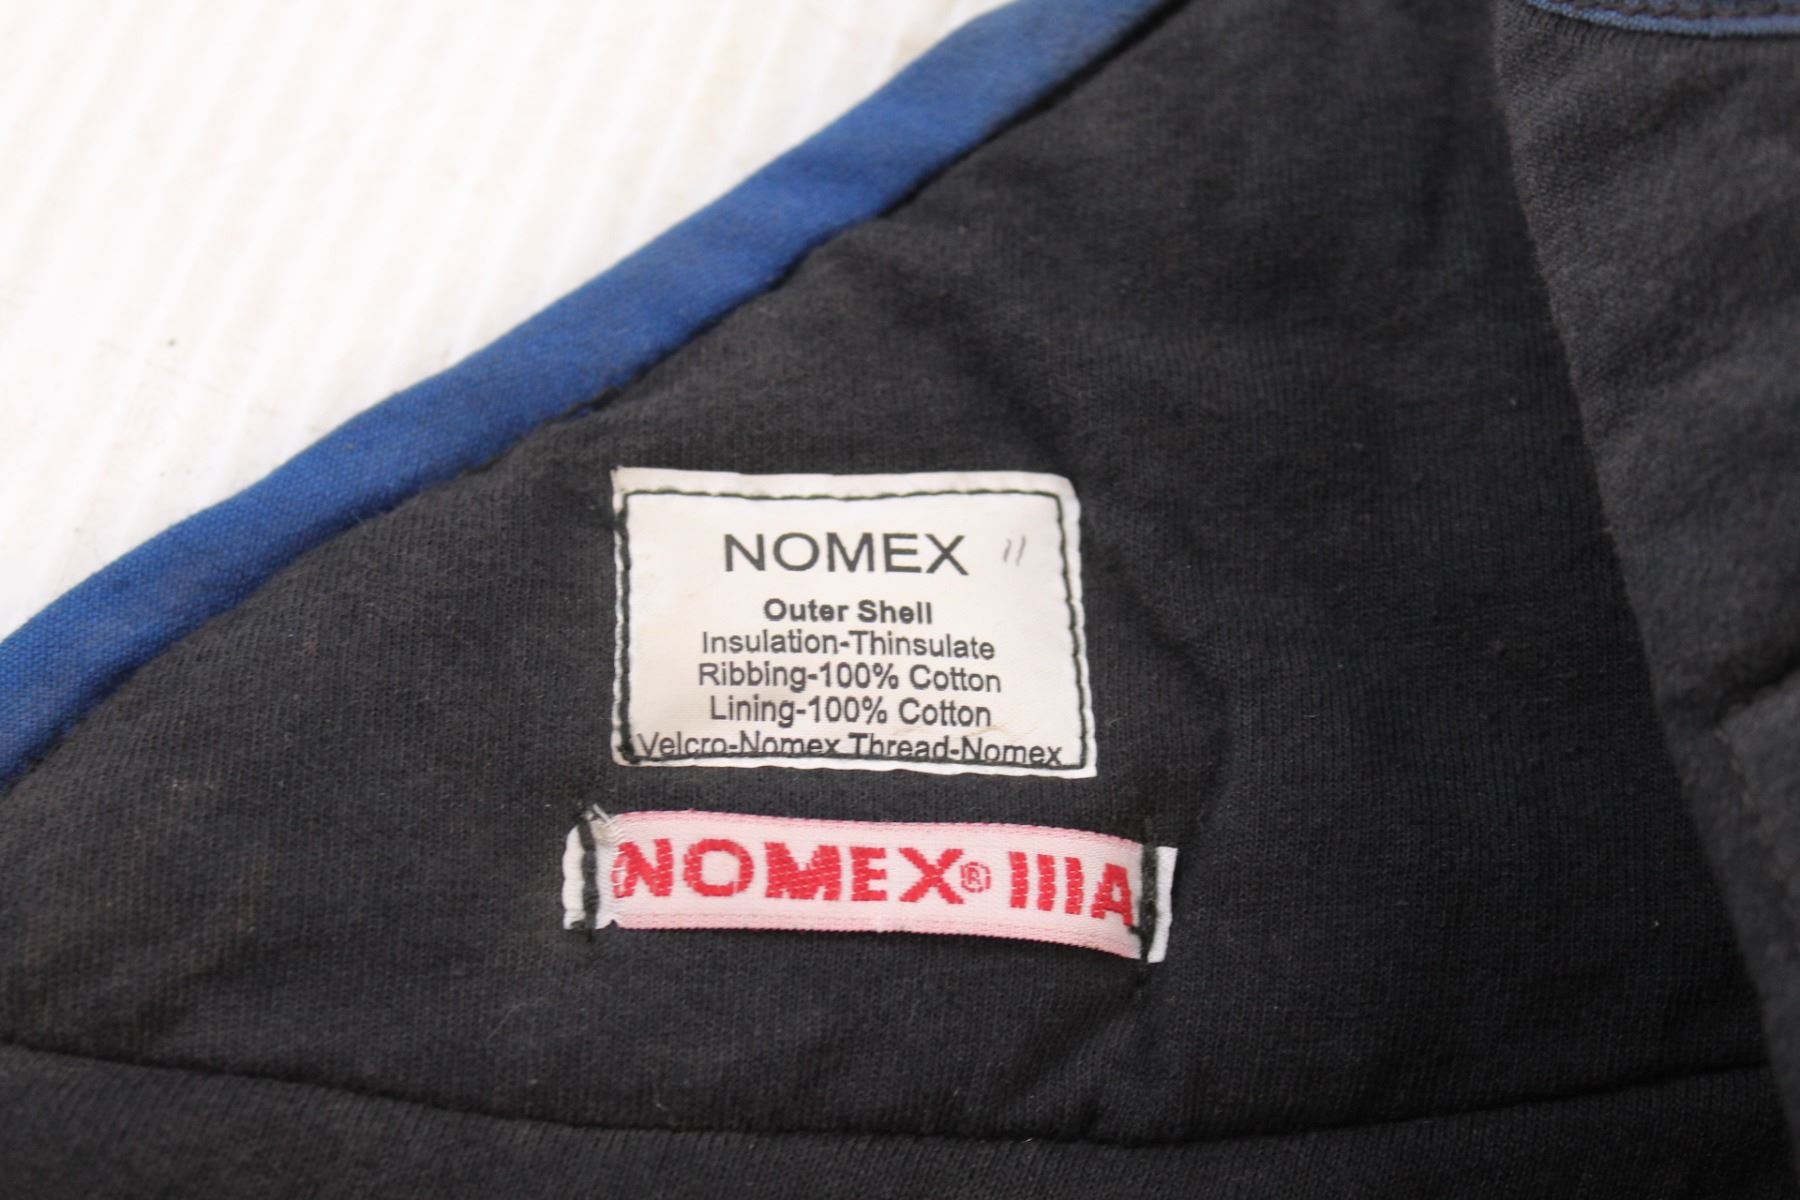 NOMEX
Outer Shell
Insulation-Thinsulate
Ribbing-100% Cotton
Lining-100% Cotton
Velcro-Nomex Thread-Nomex
NOMEX® IIIA